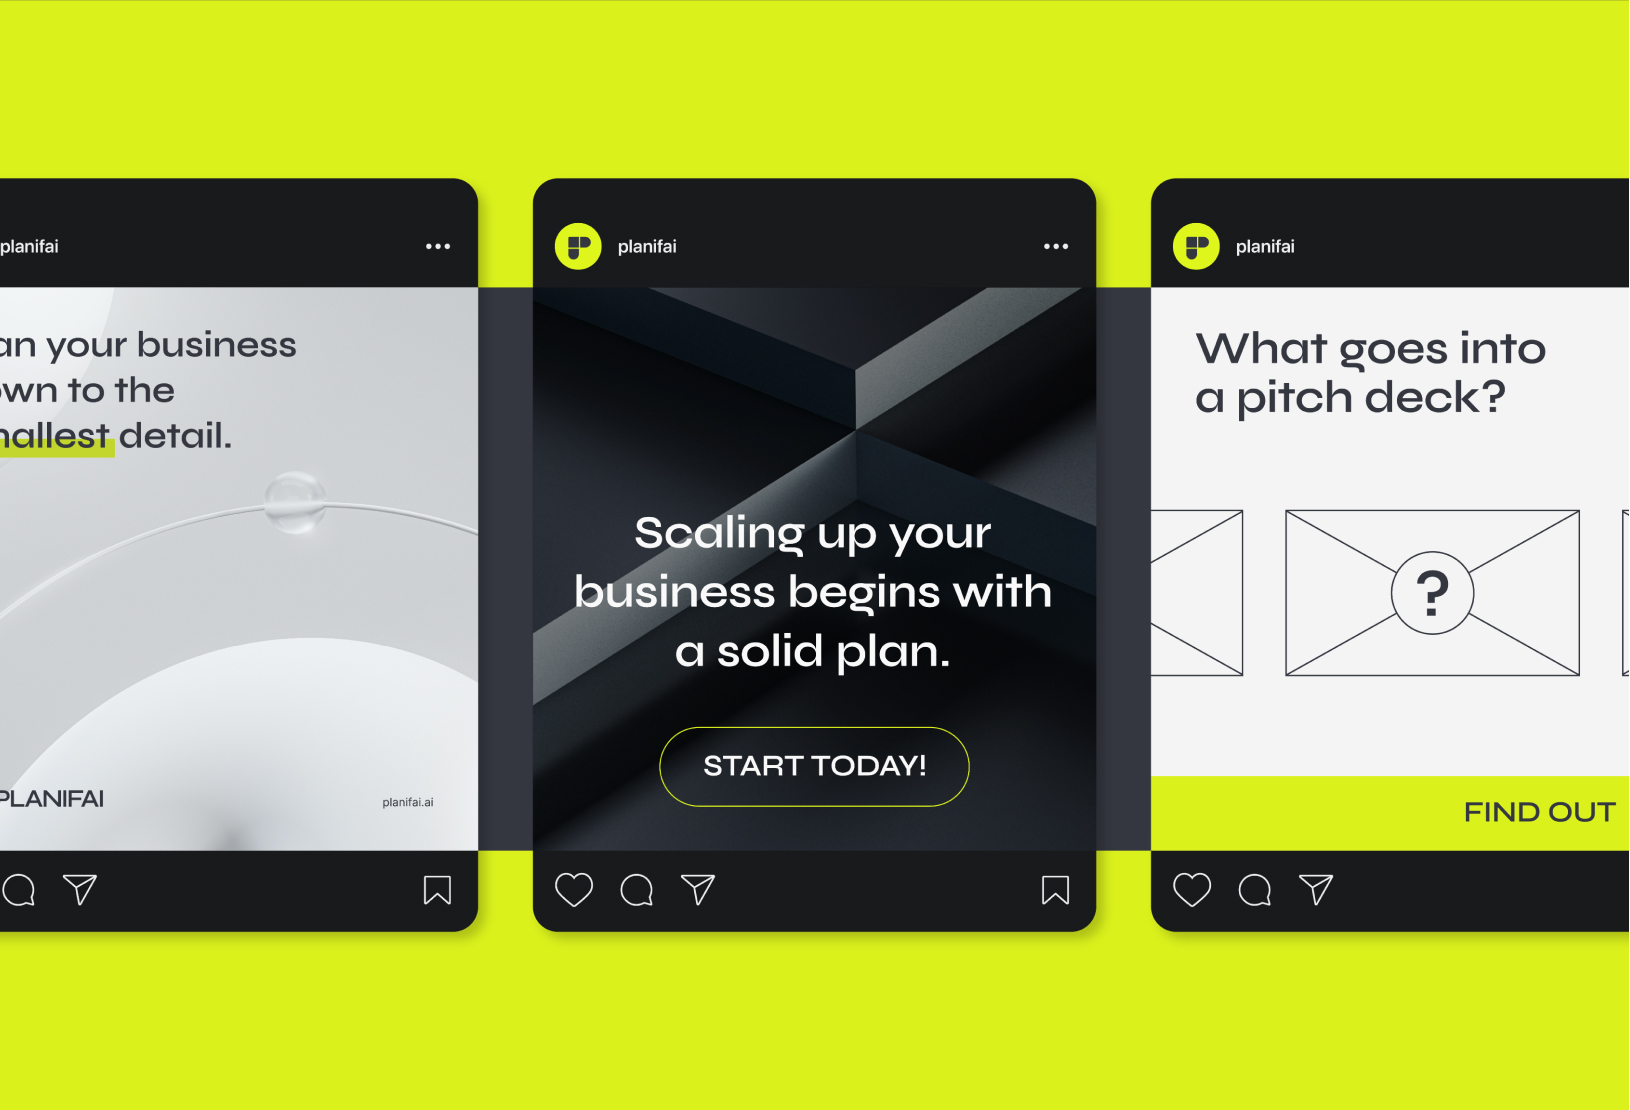 planifai
an your business
own to the
nallest detail.
PLANIFAI
planifai.ai
planifai
Scaling up your
business begins with
a solid plan.
START TODAY!
planifai
What goes into
a pitch deck?
?
FIND OUT